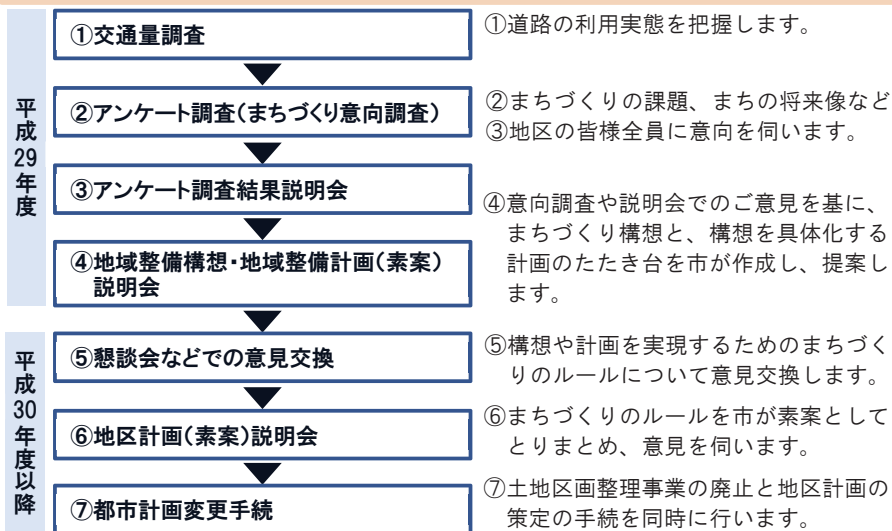 平成29年度
①交通量調査
①道路の利用実態を把握します。
②アンケート調査(まちづくり意向調査)
②まちづくりの課題、まちの将来像など
③地区の皆様全員に意向を伺います。
③アンケート調査結果説明会
④地域整備構想・地域整備計画(素案)
説明会
④意向調査や説明会でのご意見を基に、
まちづくり構想と、構想を具体化する
計画のたたき台を市が作成し、提案し
ます。
平成30年度以降
⑤懇談会などでの意見交換
⑤構想や計画を実現するためのまちづく
りのルールについて意見交換します。
⑥地区計画(素案)説明会
⑥まちづくりのルールを市が素案として
とりまとめ、意見を伺います。
⑦都市計画変更手続
⑦土地区画整理事業の廃止と地区計画の
策定の手続を同時に行います。